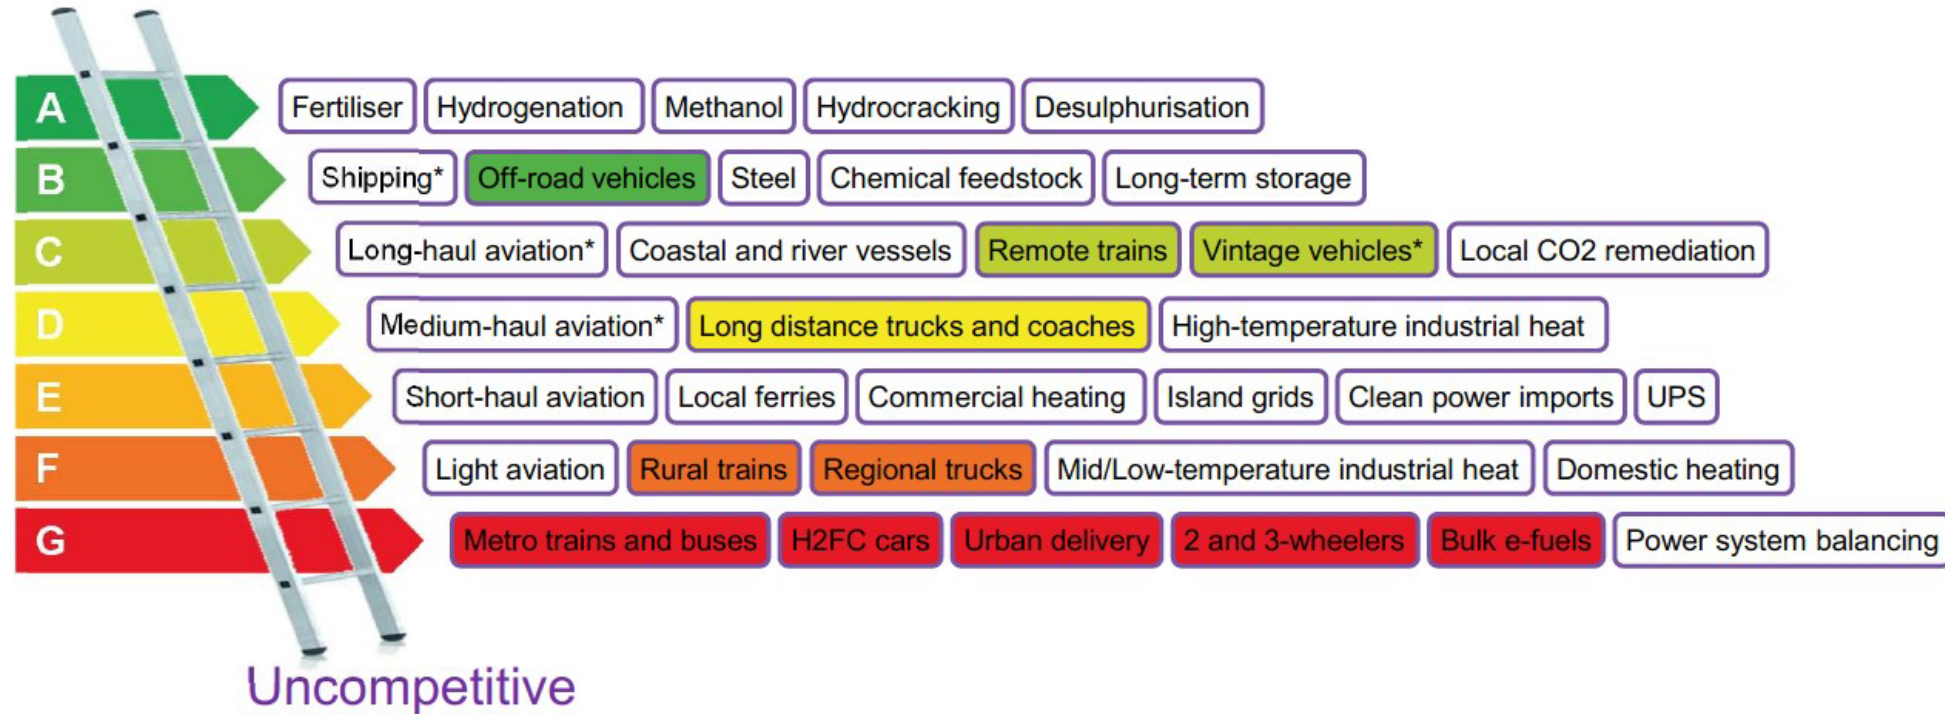 A Fertiliser Hydrogenation Methanol Hydrocracking Desulphurisation
B Shipping* Off-road vehicles Steel Chemical feedstock Long-term storage
C Long-haul aviation* Coastal and river vessels Remote trains Vintage vehicles* Local CO2 remediation
D Medium-haul aviation* Long distance trucks and coaches High-temperature industrial heat
E Short-haul aviation Local ferries Commercial heating Island grids Clean power imports UPS
F Light aviation Rural trains Regional trucks Mid/Low-temperature industrial heat Domestic heating
G Metro trains and buses H2FC cars Urban delivery 2 and 3-wheelers Bulk e-fuels Power system balancing
Uncompetitive